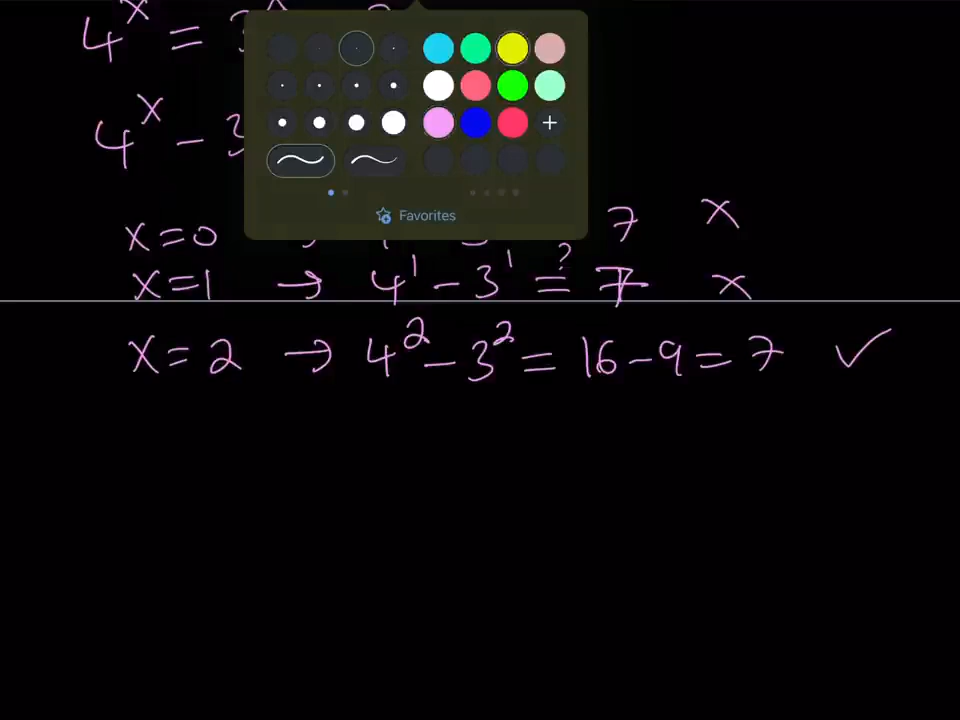 4^x = 3
4^x - 3
Favorites
x=0 7 x
x=1 → 4^1 - 3^1 ?= 7 x
x=2 → 4^2 - 3^2 = 16-9 = 7 ✓